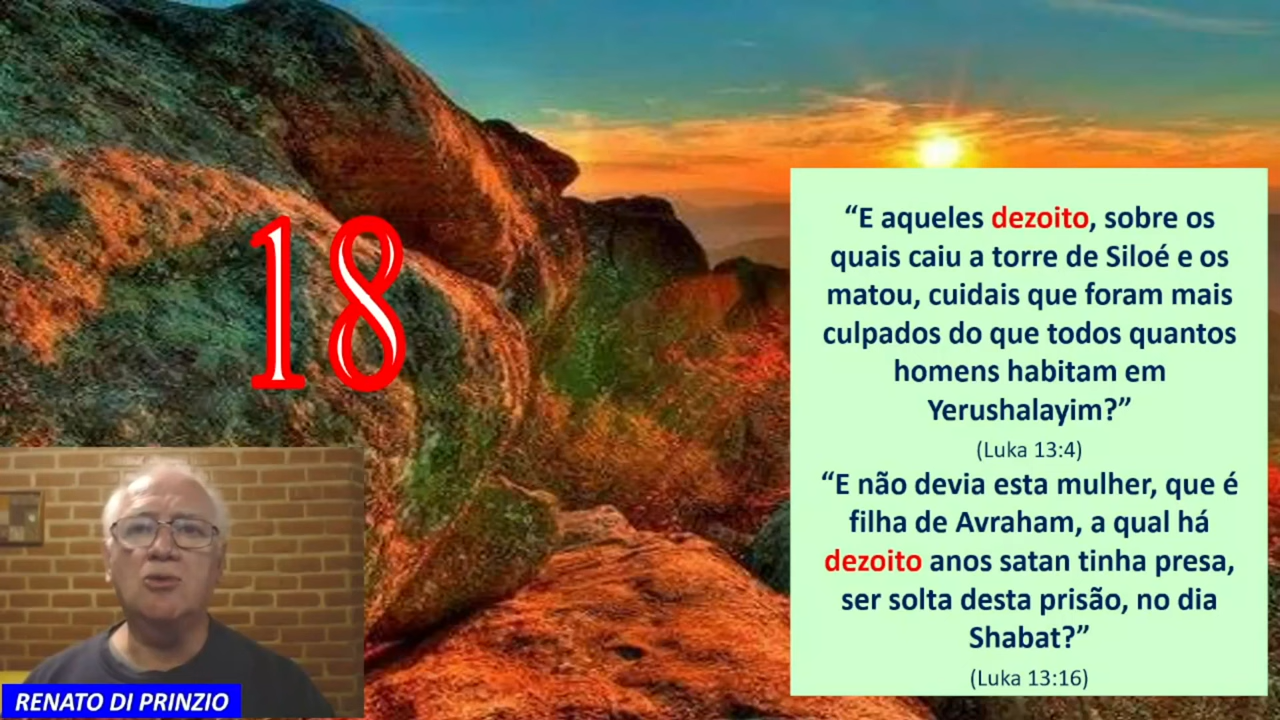 18
“E aqueles dezoito, sobre os
quais caiu a torre de Siloé e os
matou, cuidais que foram mais
culpados do que todos quantos
homens habitam em
Yerushalayim?”
(Luka 13:4)
“E não devia esta mulher, que é
filha de Avraham, a qual há
dezoito anos satan tinha presa,
ser solta desta prisão, no dia
Shabat?”
(Luka 13:16)
RENATO DI PRINZIO